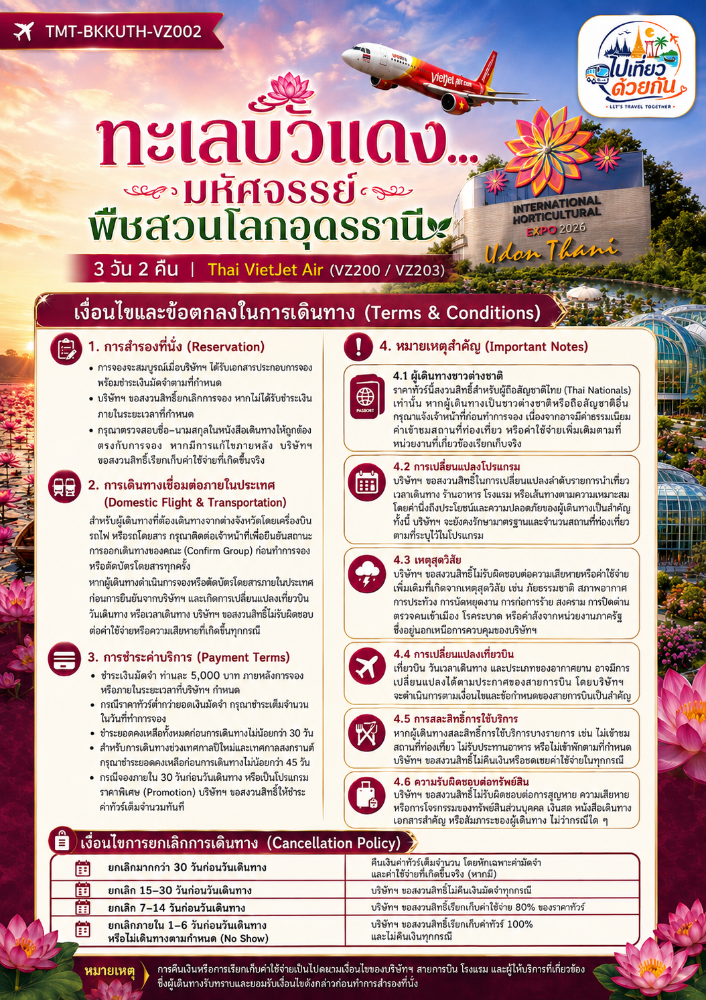 TMT-BKKUTH-VZ002
vietjet air.com
ไปเที่ยว
ด้วยกัน
• LET'S TRAVEL TOGETHER •
ทะเลบัวแดง...
มหัศจรรย์
พืชสวนโลกอุดรธานี
INTERNATIONAL
HORTICULTURAL
EXPO 2026
Udon Thani
3 วัน 2 คืน | Thai VietJet Air (VZ200 / VZ203)
เงื่อนไขและข้อตกลงในการเดินทาง (Terms & Conditions)
1. การสำรองที่นั่ง (Reservation)
• การจองจะสมบูรณ์เมื่อบริษัทฯ ได้รับเอกสารประกอบการจอง
พร้อมชำระเงินมัดจำตามที่กำหนด
• บริษัทฯ ขอสงวนสิทธิ์ยกเลิกการจอง หากไม่ได้รับชำระเงิน
ภายในระยะเวลาที่กำหนด
• กรุณาตรวจสอบชื่อ–นามสกุลในหนังสือเดินทางให้ถูกต้อง
ตรงกับการจอง หากมีการแก้ไขภายหลัง บริษัทฯ
ขอสงวนสิทธิ์เรียกเก็บค่าใช้จ่ายที่เกิดขึ้นจริง
2. การเดินทางเชื่อมต่อภายในประเทศ
(Domestic Flight & Transportation)
สำหรับผู้เดินทางที่ต้องเดินทางจากต่างจังหวัดโดยเครื่องบิน
รถไฟ หรือรถโดยสาร กรุณาติดต่อเจ้าหน้าที่เพื่อยืนยันสถานะ
การออกเดินทางของคณะ (Confirm Group) ก่อนทำการจอง
หรือตัดบัตรโดยสารทุกครั้ง
หากผู้เดินทางดำเนินการจองหรือตัดบัตรโดยสารภายในประเทศ
ก่อนการยืนยันจากบริษัทฯ และเกิดการเปลี่ยนแปลงเที่ยวบิน
วันเดินทาง หรือเวลาเดินทาง บริษัทฯ ขอสงวนสิทธิ์ไม่รับผิดชอบ
ต่อค่าใช้จ่ายหรือความเสียหายที่เกิดขึ้นทุกกรณี
3. การชำระค่าบริการ (Payment Terms)
• ชำระเงินมัดจำ ท่านละ 5,000 บาท ภายหลังการจอง
หรือภายในระยะเวลาที่บริษัทฯ กำหนด
• กรณีราคาทัวร์ต่ำกว่ายอดเงินมัดจำ กรุณาชำระเต็มจำนวน
ในวันที่ทำการจอง
• ชำระยอดคงเหลือทั้งหมดก่อนการเดินทางไม่น้อยกว่า 30 วัน
• สำหรับการเดินทางช่วงเทศกาลปีใหม่และเทศกาลสงกรานต์
กรุณาชำระยอดคงเหลือก่อนการเดินทางไม่น้อยกว่า 45 วัน
• กรณีจองภายใน 30 วันก่อนวันเดินทาง หรือเป็นโปรแกรม
ราคาพิเศษ (Promotion) บริษัทฯ ขอสงวนสิทธิ์ให้ชำระ
ค่าทัวร์เต็มจำนวมทันที
4. หมายเหตุสำคัญ (Important Notes)
PASSPORT
4.1 ผู้เดินทางชาวต่างชาติ
ราคาทัวร์นี้สงวนสิทธิ์สำหรับผู้ถือสัญชาติไทย (Thai Nationals)
เท่านั้น หากผู้เดินทางเป็นชาวต่างชาติหรือถือสัญชาติอื่น
กรุณาแจ้งเจ้าหน้าที่ก่อนทำการจอง เนื่องจากอาจมีค่าธรรมเนียม
ค่าเข้าชมสถานที่ท่องเที่ยว หรือค่าใช้จ่ายเพิ่มเติมตามที่
หน่วยงานที่เกี่ยวข้องเรียกเก็บจริง
4.2 การเปลี่ยนแปลงโปรแกรม
บริษัทฯ ขอสงวนสิทธิ์ในการเปลี่ยนแปลงลำดับรายการนำเที่ยว
เวลาเดินทาง ร้านอาหาร โรงแรม หรือเส้นทางตามความเหมาะสม
โดยคำนึ่งถึงประโยชน์และความปลอดภัยของผู้เดินทางเป็นสำคัญ
ทั้งนี้ บริษัทฯ จะยังคงรักษามาตรฐานและจำนวนสถานที่ท่องเที่ยว
ตามที่ระบุไว้ในโปรแกรม
4.3 เหตุสุดวิสัย
บริษัทฯ ขอสงวนสิทธิ์ไม่รับผิดชอบต่อความเสียหายหรือค่าใช้จ่าย
เพิ่มเติมที่เกิดจากเหตุสุดวิสัย เช่น ภัยธรรมชาติ สภาพอากาศ
การประท้วง การนัดหยุดงาน การก่อการร้าย สงคราม การปิดด่าน
ตรวจคนเข้าเมือง โรคระบาด หรือคำสั่งจากหน่วยงานภาครัฐ
ซึ่งอยู่นอกเหนือการควบคุมของบริษัทฯ
4.4 การเปลี่ยนแปลงเที่ยวบิน
เที่ยวบิน วันเวลาเดินทาง และประเภทของอากาศยาน อาจมีการ
เปลี่ยนแปลงได้ตามประกาศของสายการบิน โดยบริษัทฯ
จะดำเนินการตามเงื่อนไขและข้อกำหนดของสายการบินเป็นสำคัญ
4.5 การสละสิทธิ์การใช้บริการ
หากผู้เดินทางสละสิทธิ์การใช้บริการบางรายการ เช่น ไม่เข้าชม
สถานที่ท่องเที่ยว ไม่รับประทานอาหาร หรือไม่เข้าพักตามที่กำหนด
บริษัทฯ ขอสงวนสิทธิ์ไม่คืนเงินหรือชดเชยค่าใช้จ่ายในทุกกรณี
4.6 ความรับผิดชอบต่อทรัพย์สิน
บริษัทฯ ขอสงวนสิทธิ์ไม่รับผิดชอบต่อการสูญหาย ความเสียหาย
หรือการโจรกรรมของทรัพย์สินส่วนบุคคล เงินสด หนังสือเดินทาง
เอกสารสำคัญ หรือสัมภาระของผู้เดินทาง ไม่ว่ากรณีใด ๆ
เงื่อนไขการยกเลิกการเดินทาง (Cancellation Policy)
ยกเลิกมากกว่า 30 วันก่อนวันเดินทาง
คืนเงินค่าทัวร์เต็มจำนวน โดยหักเฉพาะค่ามัดจำ
และค่าใช้จ่ายที่เกิดขึ้นจริง (หากมี)
ยกเลิก 15–30 วันก่อนวันเดินทาง
บริษัทฯ ขอสงวนสิทธิ์ไม่คืนเงินมัดจำทุกกรณี
ยกเลิก 7–14 วันก่อนวันเดินทาง
บริษัทฯ ขอสงวนสิทธิ์เรียกเก็บค่าใช้จ่าย 80% ของราคาทัวร์
ยกเลิกภายใน 1–6 วันก่อนวันเดินทาง
หรือไม่เดินทางตามกำหนด (No Show)
บริษัทฯ ขอสงวนสิทธิ์เรียกเก็บค่าทัวร์ 100%
และไม่คืนเงินทุกกรณี
หมายเหตุ
การคืนเงินหรือการเรียกเก็บค่าใช้จ่ายเป็นไปตามเงื่อนไขของบริษัทฯ สายการบิน โรงแรม และผู้ให้บริการที่เกี่ยวข้อง
ซึ่งผู้เดินทางรับทราบและยอมรับเงื่อนไขดังกล่าวก่อนทำการสำรองที่นั่ง